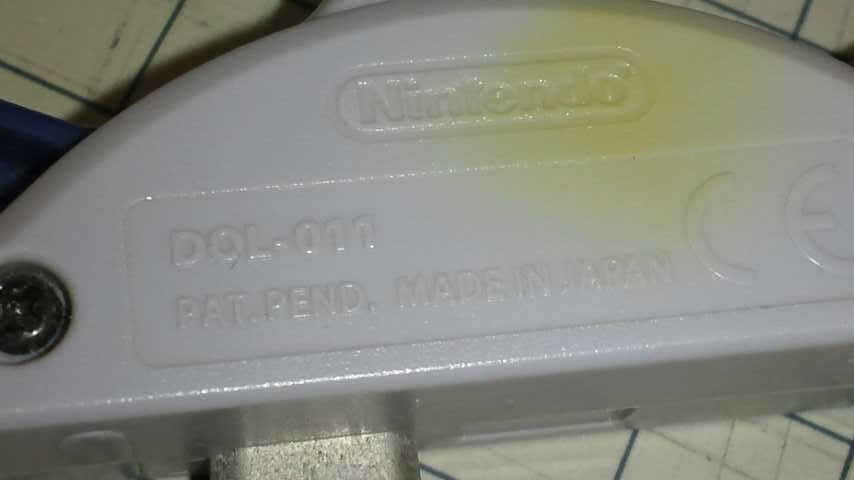 Nintendo®
DOL-011
PAT.PEND. MADE IN JAPAN
CE